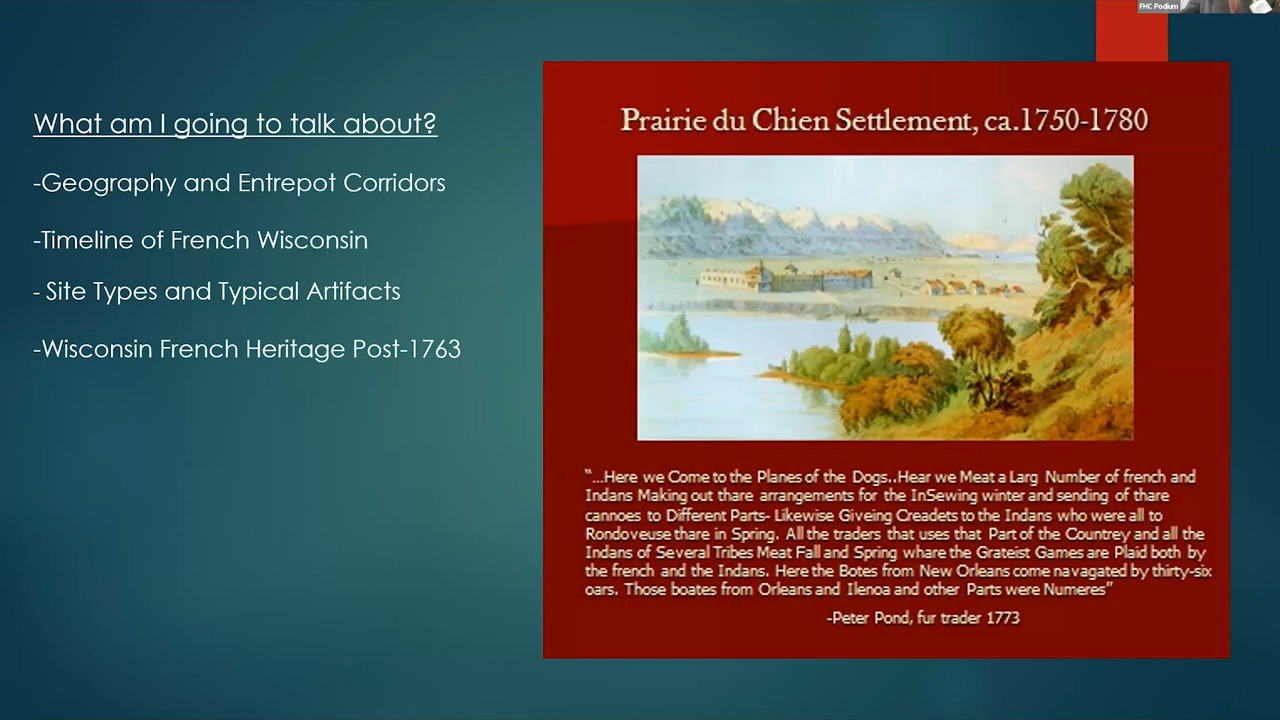 FHC Podium
What am I going to talk about?
-Geography and Entrepot Corridors
-Timeline of French Wisconsin
- Site Types and Typical Artifacts
-Wisconsin French Heritage Post-1763
Prairie du Chien Settlement, ca.1750-1780
"...Here we Come to the Planes of the Dogs..Hear we Meat a Larg Number of french and
Indans Making out thare arrangements for the InSewing winter and sending of thare
cannoes to Different Parts- Likewise Giveing Creadets to the Indans who were all to
Rondoveuse thare in Spring. All the traders that uses that Part of the Countrey and all the
Indans of Several Tribes Meat Fall and Spring whare the Grateist Games are Plaid both by
the french and the Indans. Here the Botes from New Orleans come navagated by thirty-six
oars. Those boates from Orleans and Ilenoa and other Parts were Numeres"
-Peter Pond, fur trader 1773